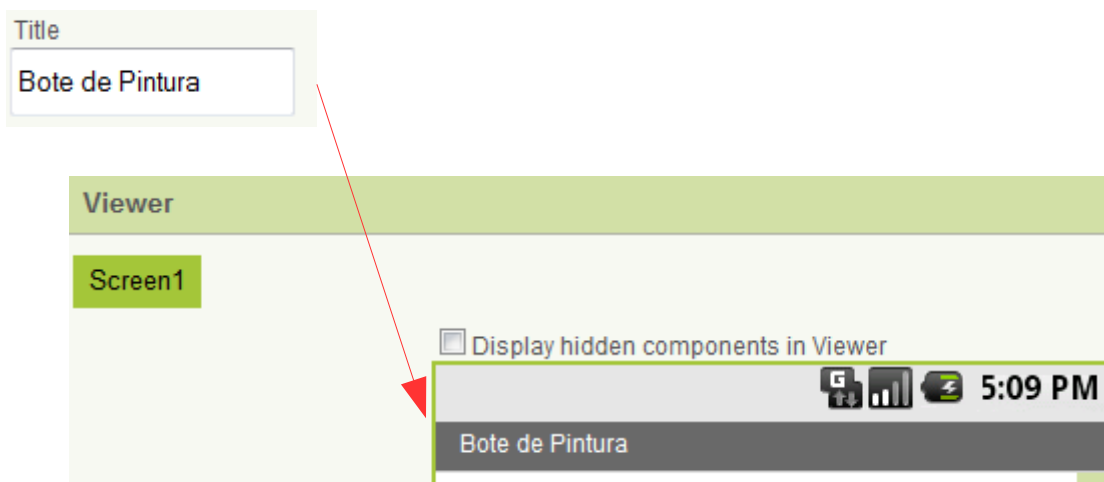 Title
Bote de Pintura
Viewer
Screen1
Display hidden components in Viewer
G 5:09 PM
Bote de Pintura